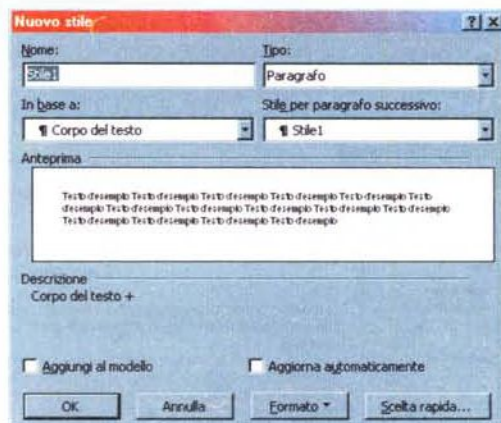 Nuovo stile
Nome:
Tipo:
Stile1
Paragrafo
In base a:
Stile per paragrafo successivo:
¶ Corpo del testo
¶ Stile1
Anteprima
Testo d'esempio Testo d'esempio Testo d'esempio Testo d'esempio Testo d'esempio Testo
d'esempio Testo d'esempio Testo d'esempio Testo d'esempio Testo d'esempio Testo d'esempio
Testo d'esempio Testo d'esempio Testo d'esempio Testo d'esempio
Descrizione
Corpo del testo +
Aggiungi al modello
Aggiorna automaticamente
OK
Annulla
Formato
Scelta rapida...